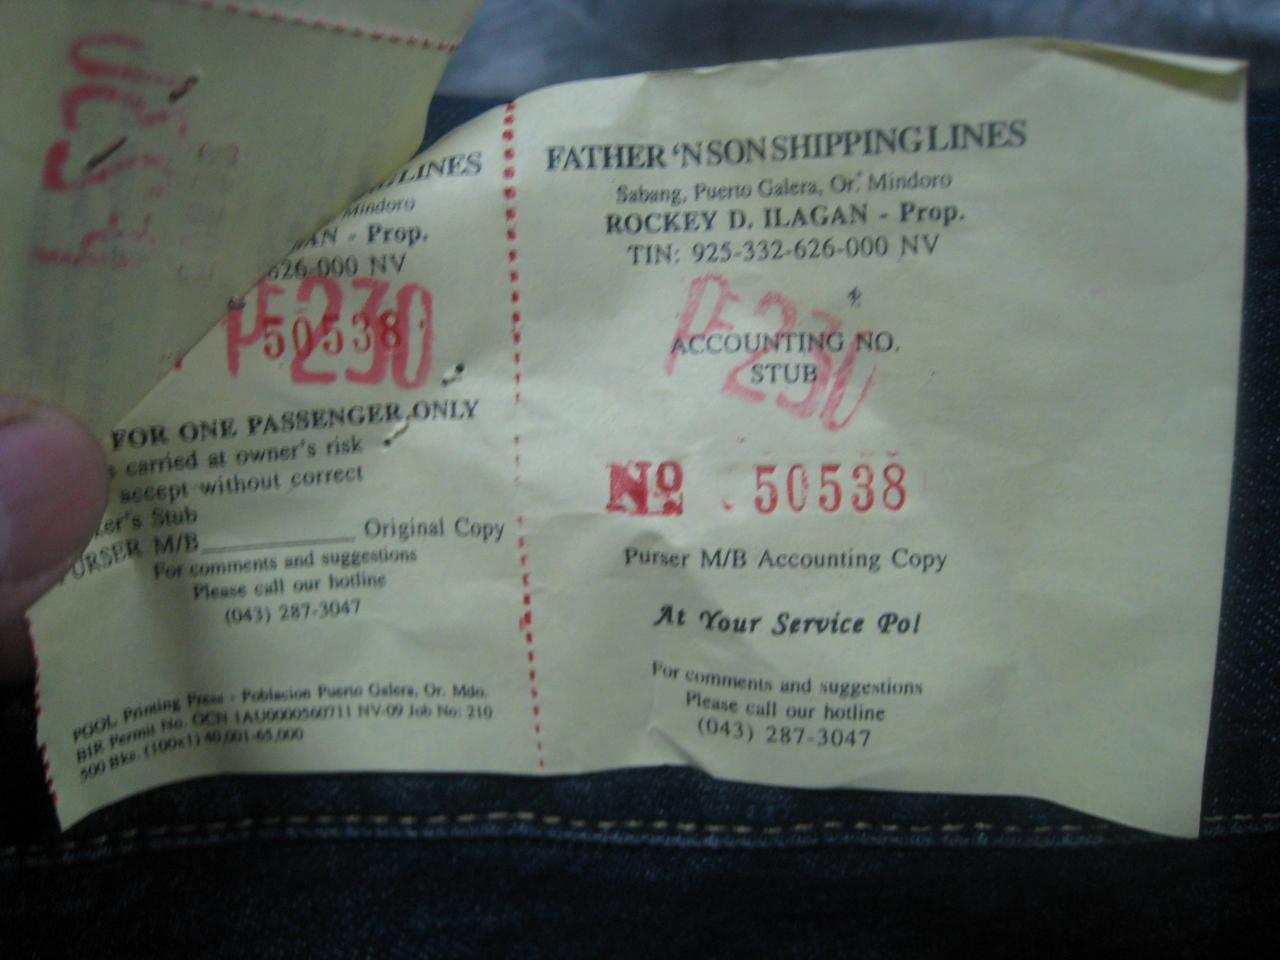 LINES
Mindoro
AN - Prop.
626-000 NV
PF230
50538
FOR ONE PASSENGER ONLY
s carried at owner's risk
accept without correct
ker's Stub
PURSER M/B____________ Original Copy
For comments and suggestions
Please call our hotline
(043) 287-3047
POOL Printing Press - Poblacion Puerto Galera, Or. Mdo.
BIR Permit No. OCN 1AU0000560711 NV-09 Job No: 210
500 Bks. (100x1) 40,001-65,000
FATHER 'N SON SHIPPING LINES
Sabang, Puerto Galera, Or. Mindoro
ROCKEY D. ILAGAN - Prop.
TIN: 925-332-626-000 NV
PF230
ACCOUNTING NO.
STUB
No 50538
Purser M/B Accounting Copy
At Your Service Po!
For comments and suggestions
Please call our hotline
(043) 287-3047